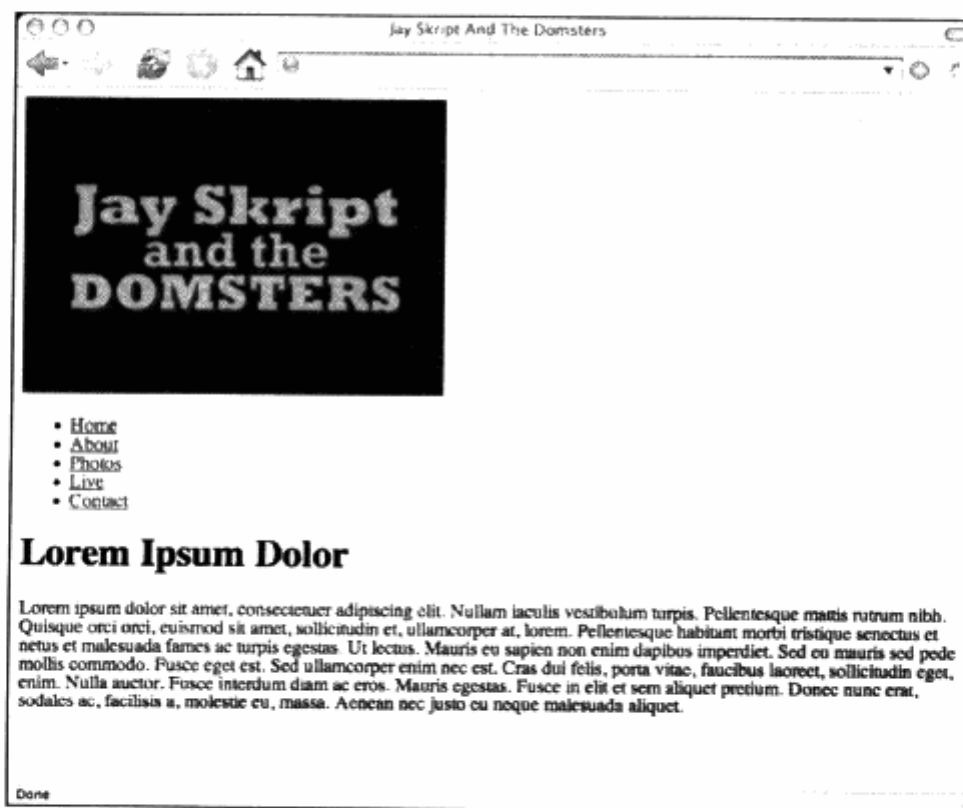 Jay Skript And The Domsters
Jay Skript
and the
DOMSTERS
Home
About
Photos
Live
Contact
Lorem Ipsum Dolor
Lorem ipsum dolor sit amet, consectetuer adipiscing elit. Nullam iaculis vestibulum turpis. Pellentesque mattis rutrum nibh.
Quisque orci orci, euismod sit amet, sollicitudin et, ullamcorper at, lorem. Pellentesque habitant morbi tristique senectus et
netus et malesuada fames ac turpis egestas. Ut lectus. Mauris eu sapien non enim dapibus imperdiet. Sed eu mauris sed pede
mollis commodo. Fusce eget est. Sed ullamcorper enim nec est. Cras dui felis, porta vitae, faucibus laoreet, sollicitudin eget,
enim. Nulla auctor. Fusce interdum diam ac eros. Mauris egestas. Fusce in elit et sem aliquet pretium. Donec nunc erat,
sodales ac, facilisis a, molestie eu, massa. Aenean nec justo eu neque malesuada aliquet.
Done